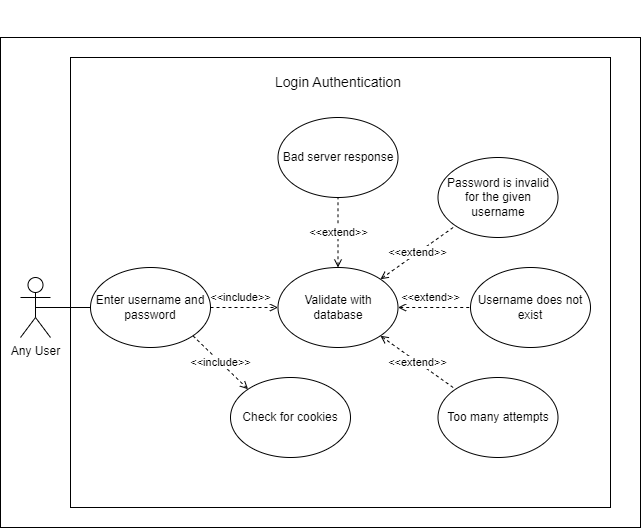 Login Authentication
Bad server response
Password is invalid
for the given
username
<<extend>>
<<extend>>
Enter username and
password
<<include>>
Validate with
database
<<extend>>
Username does not
exist
Any User
<<include>>
<<extend>>
Check for cookies
Too many attempts